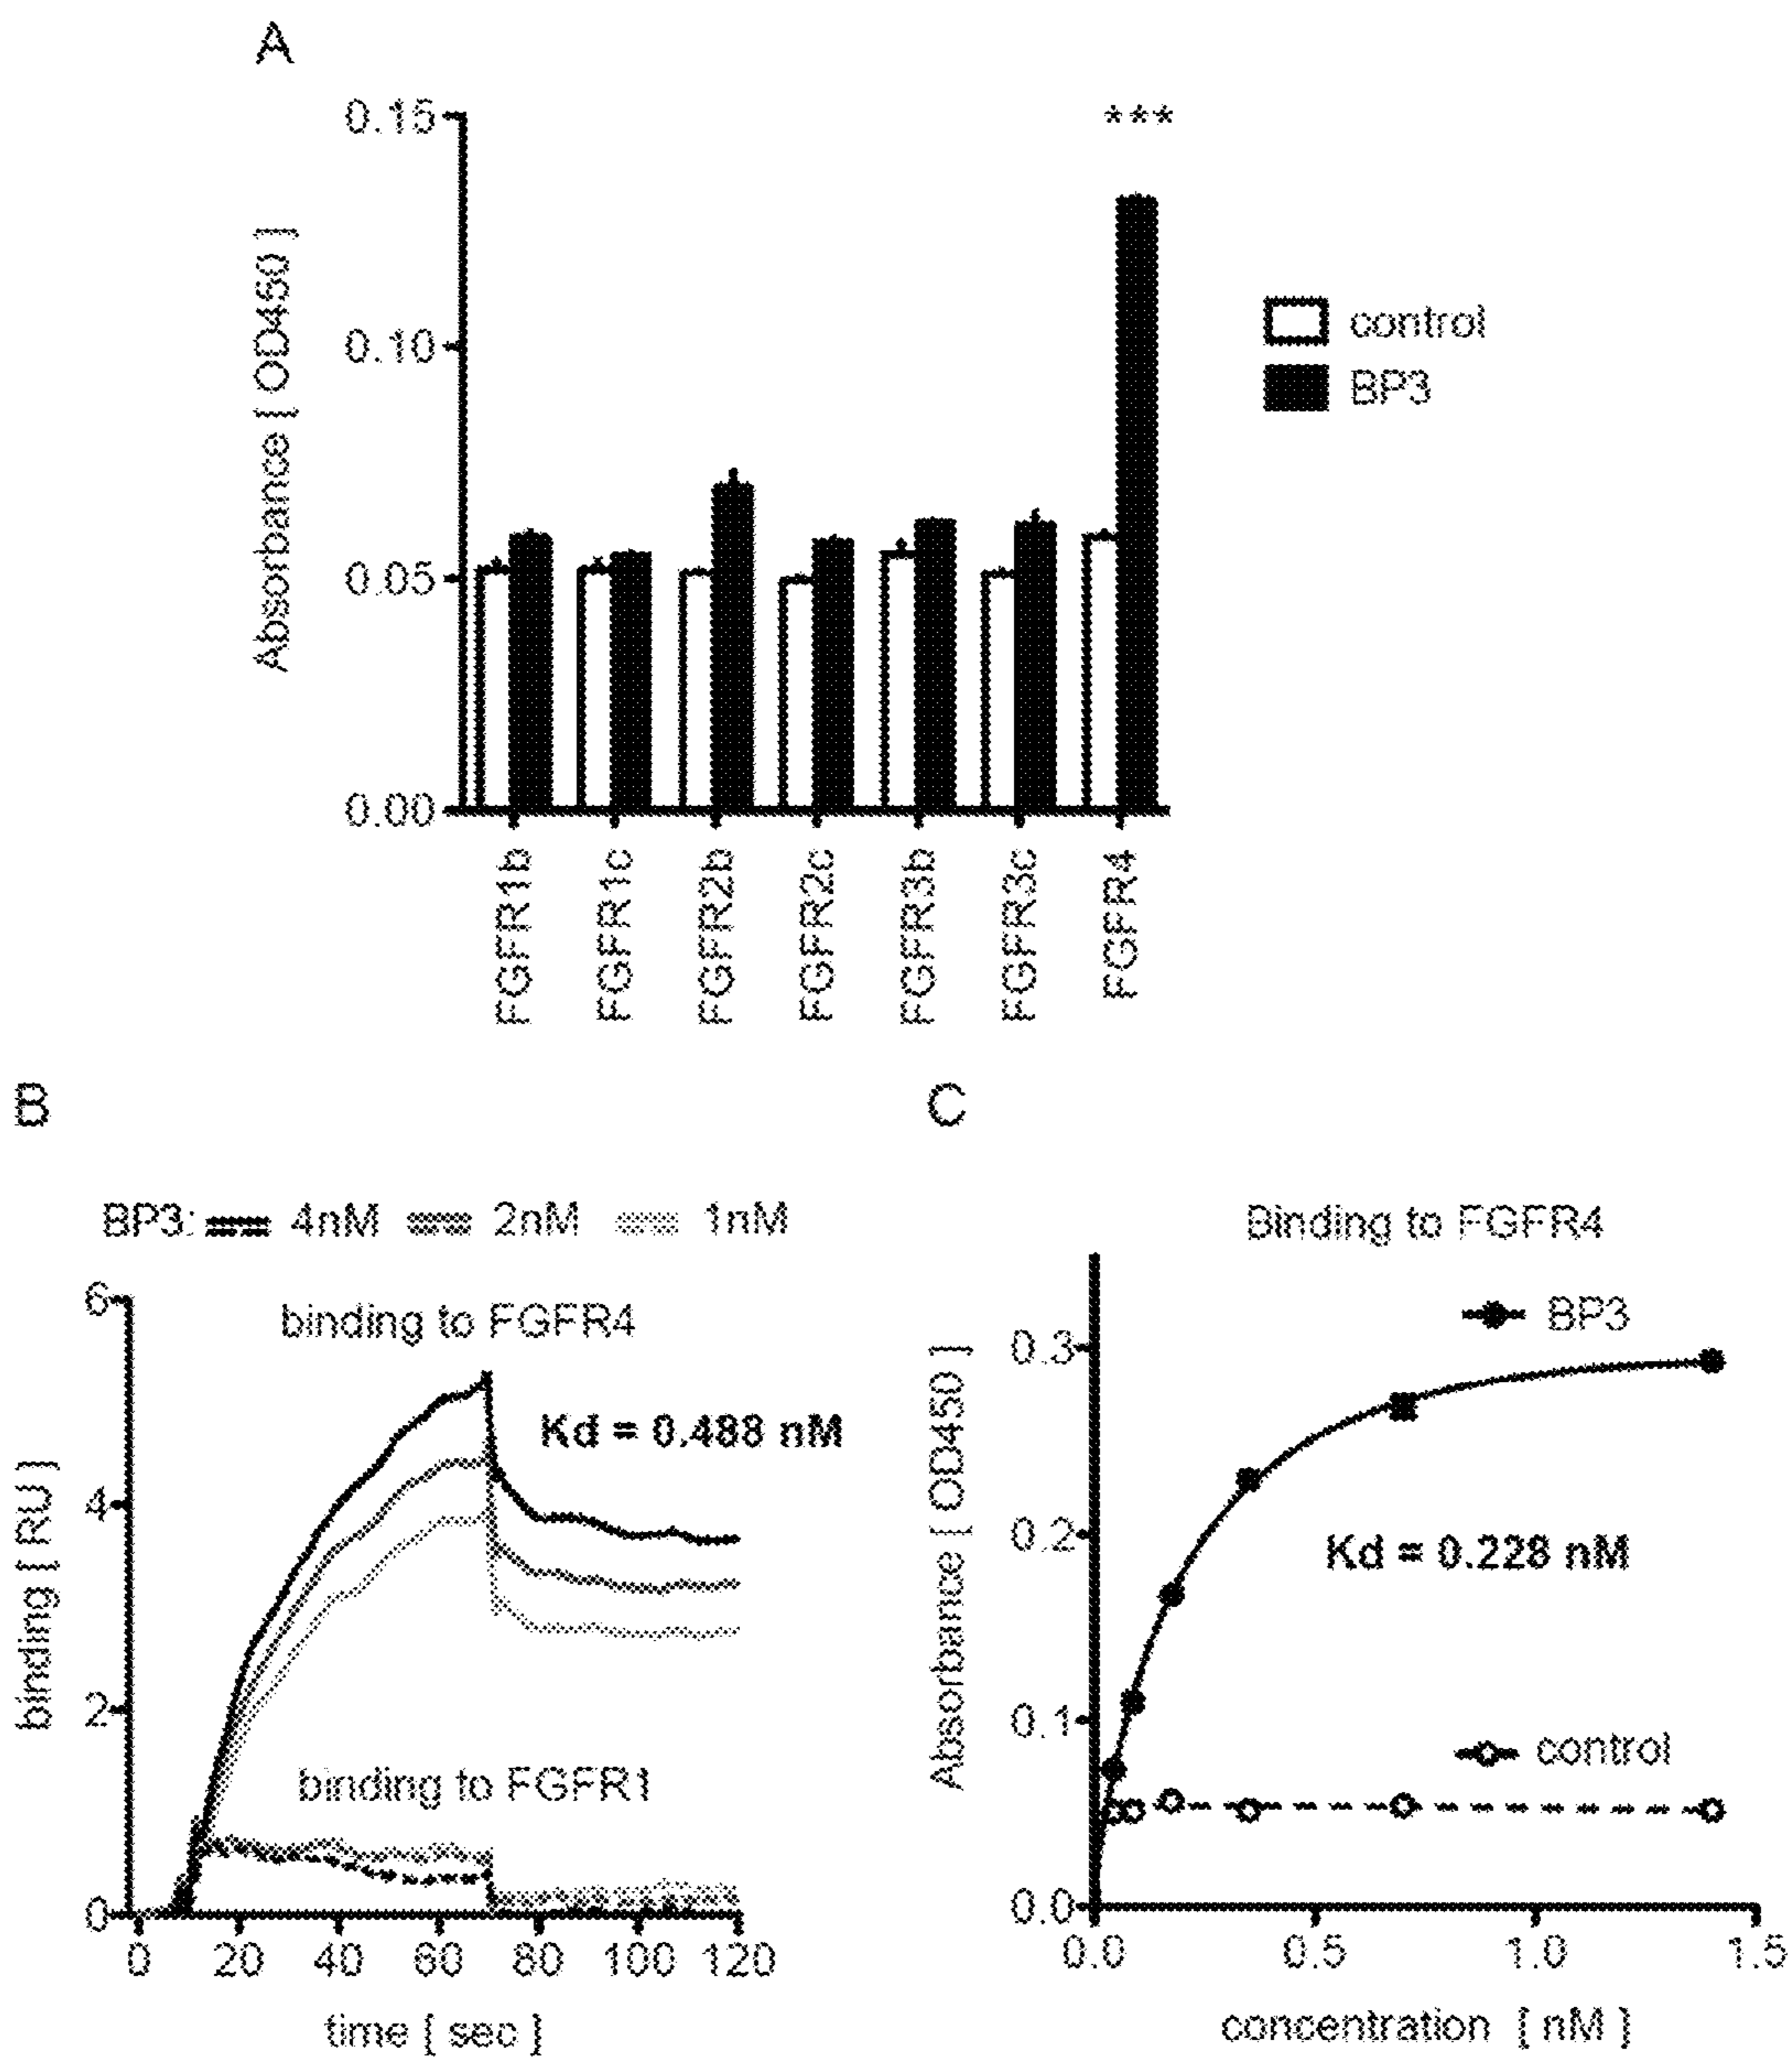 A
0.15
0.10
0.05
0.00
Absorbance [ OD450 ]
***
control
BP3
FGFR1b
FGFR1c
FGFR2b
FGFR2c
FGFR3b
FGFR3c
FGFR4
B
BP3: 4nM 2nM 1nM
binding to FGFR4
Kd = 0.488 nM
binding to FGFR1
binding [ RU ]
6
4
2
0
0 20 40 60 80 100 120
time [ sec ]
C
Binding to FGFR4
BP3
Kd = 0.228 nM
control
Absorbance [ OD450 ]
0.3
0.2
0.1
0.0
0.0 0.5 1.0 1.5
concentration [ nM ]